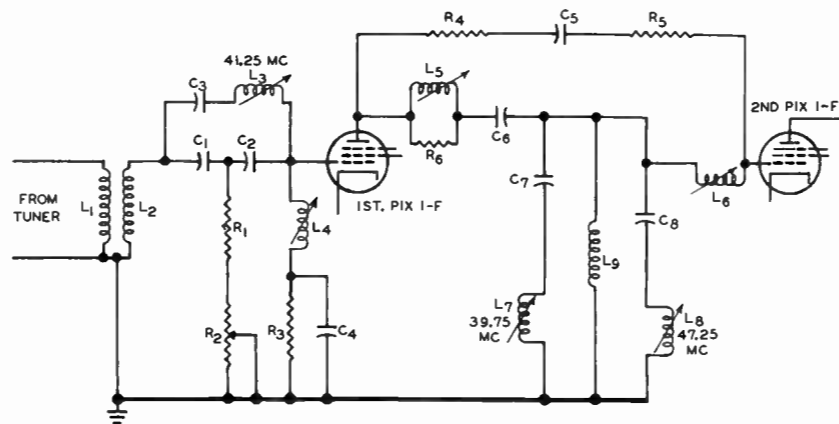 R4
C5
R5
41.25 MC
L3
C3
L5
2ND PIX I-F
C1
C2
C6
R6
C7
L6
FROM
TUNER
L1
L2
1ST. PIX I-F
R1
L4
C8
L9
R2
R3
C4
L7
39.75
MC
L8
47.25
MC